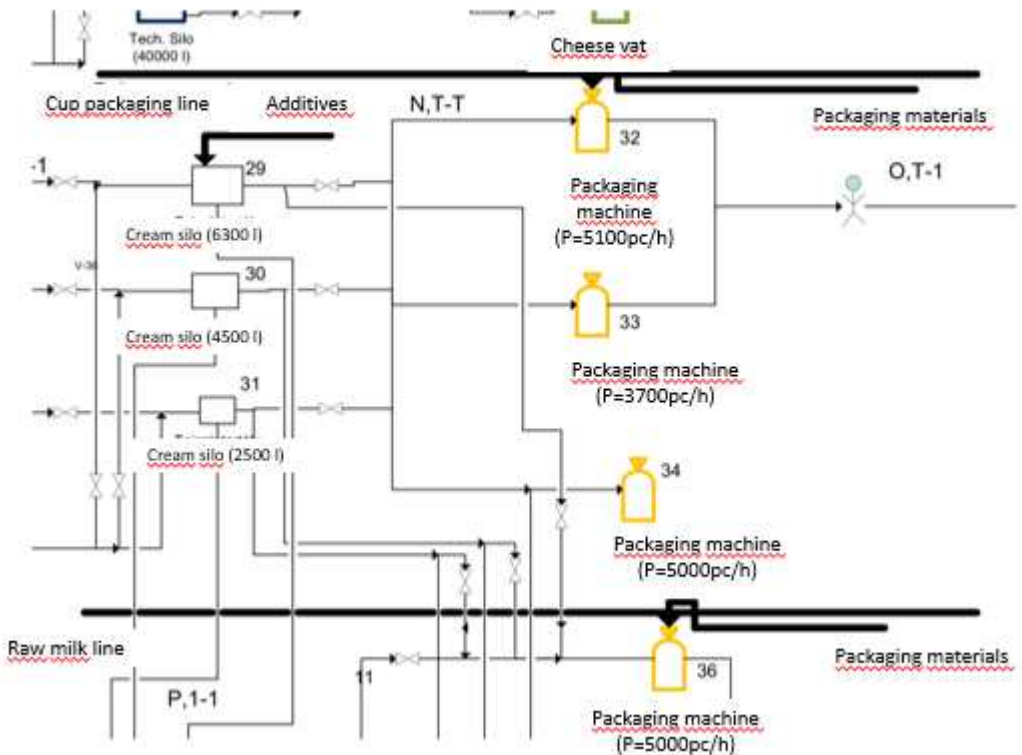 Tech. Silo
(40000 l)
Cheese vat
Cup packaging line
Additives
N,T-T
Packaging materials
32
-1
29
O,T-1
Packaging
machine
(P=5100pc/h)
Cream silo (6300 l)
V-36
30
33
Cream silo (4500 l)
Packaging machine
(P=3700pc/h)
31
Cream silo (2500 l)
34
Packaging machine
(P=5000pc/h)
Raw milk line
Packaging materials
11
36
P,1-1
Packaging machine
(P=5000pc/h)